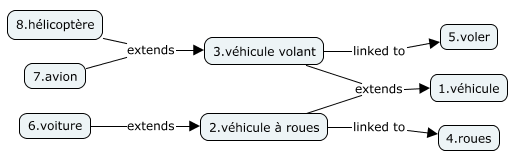 8.hélicoptère
extends
3.véhicule volant
linked to
5.voler
7.avion
extends
1.véhicule
6.voiture
extends
2.véhicule à roues
linked to
4.roues